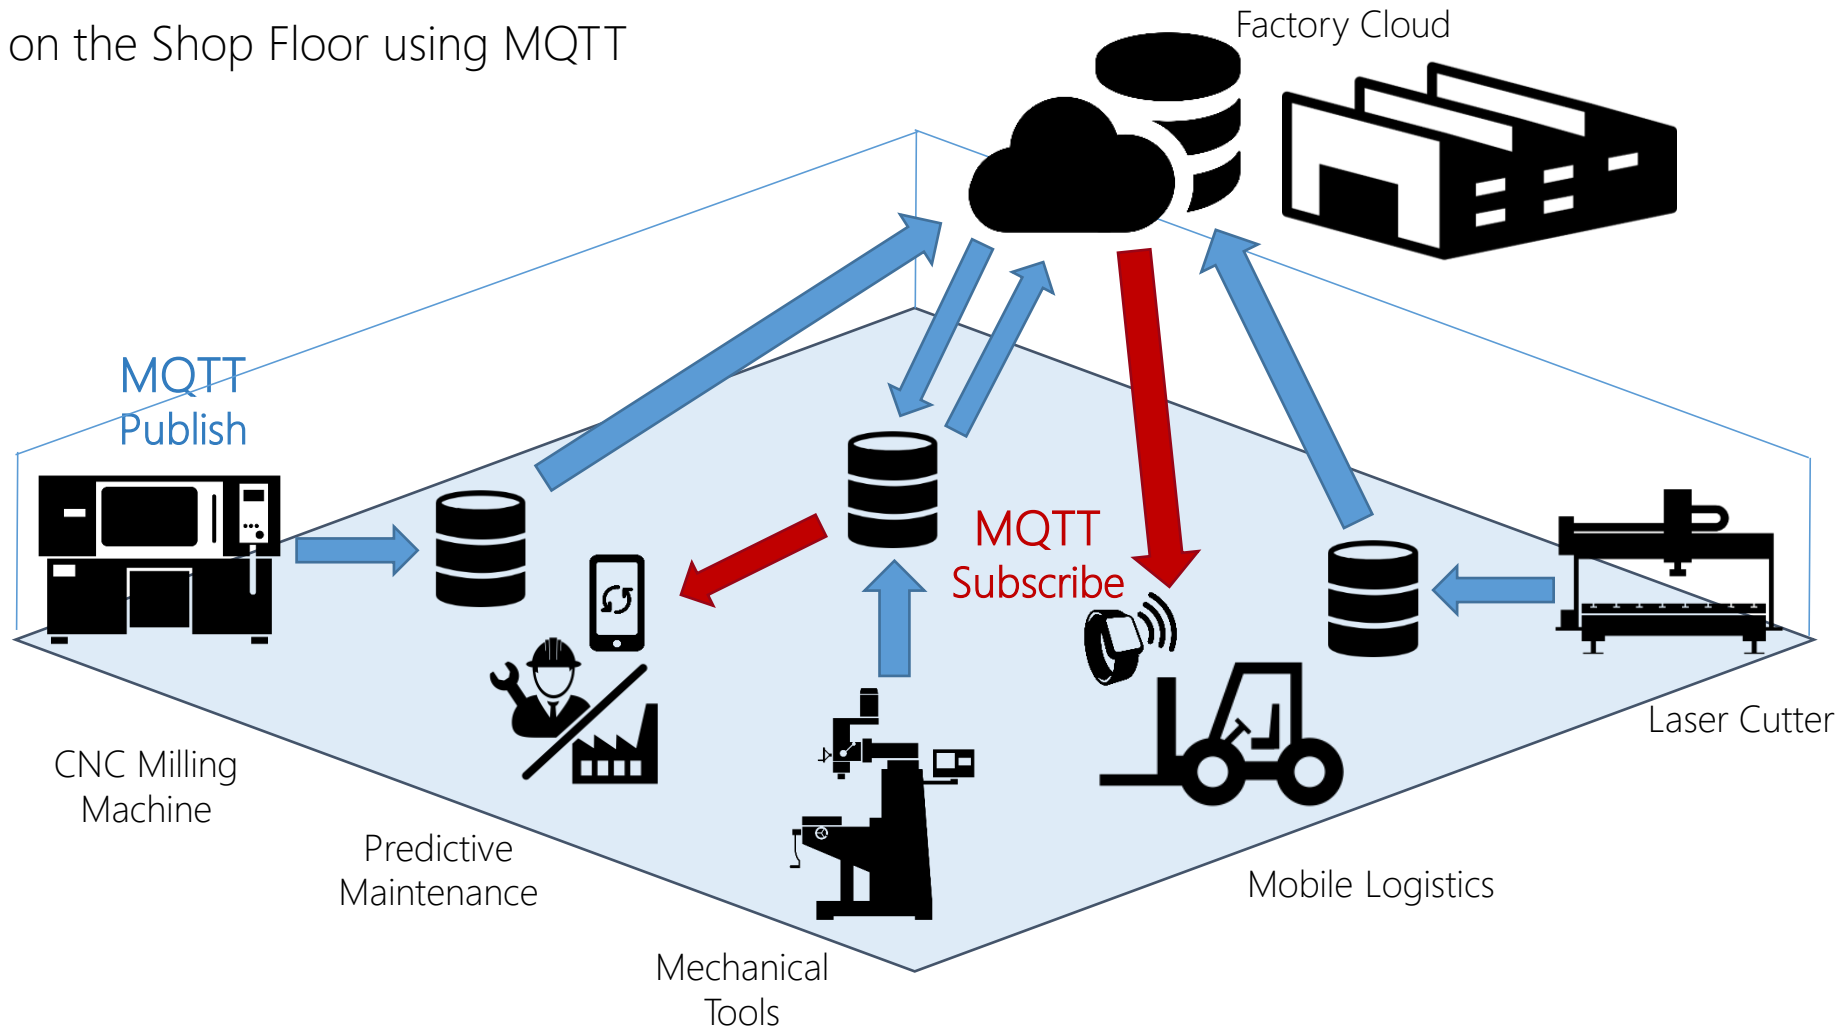 on the Shop Floor using MQTT
Factory Cloud
MQTT
Publish
MQTT
Subscribe
CNC Milling
Machine
Predictive
Maintenance
Mechanical
Tools
Mobile Logistics
Laser Cutter